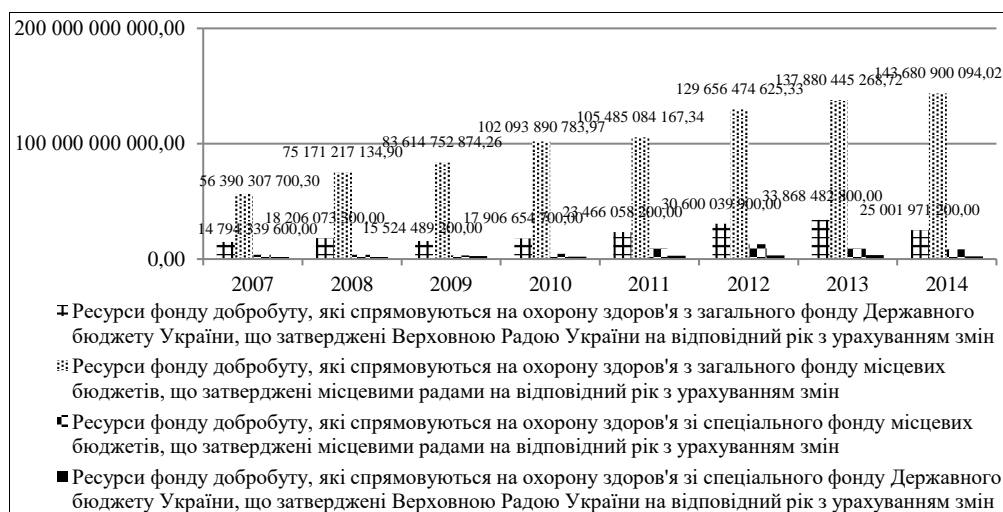 200 000 000 000,00
143 680 900 094,02
137 880 445 268,72
129 656 474 625,33
105 485 084 167,34
102 093 890 783,97
83 614 752 874,26
100 000 000 000,00
75 171 217 134,90
56 390 307 700,30
33 868 482 800,00
30 600 039 900,00
25 001 971 200,00
23 466 058 200,00
18 206 073 300,00
17 906 654 700,00
14 794 339 600,00
15 524 489 200,00
0,00
2007 2008 2009 2010 2011 2012 2013 2014
Ресурси фонду добробуту, які спрямовуються на охорону здоров'я з загального фонду Державного
бюджету України, що затверджені Верховною Радою України на відповідний рік з урахуванням змін
Ресурси фонду добробуту, які спрямовуються на охорону здоров'я з загального фонду місцевих
бюджетів, що затверджені місцевими радами на відповідний рік з урахуванням змін
Ресурси фонду добробуту, які спрямовуються на охорону здоров'я зі спеціального фонду місцевих
бюджетів, що затверджені місцевими радами на відповідний рік з урахуванням змін
Ресурси фонду добробуту, які спрямовуються на охорону здоров'я зі спеціального фонду Державного
бюджету України, що затверджені Верховною Радою України на відповідний рік з урахуванням змін